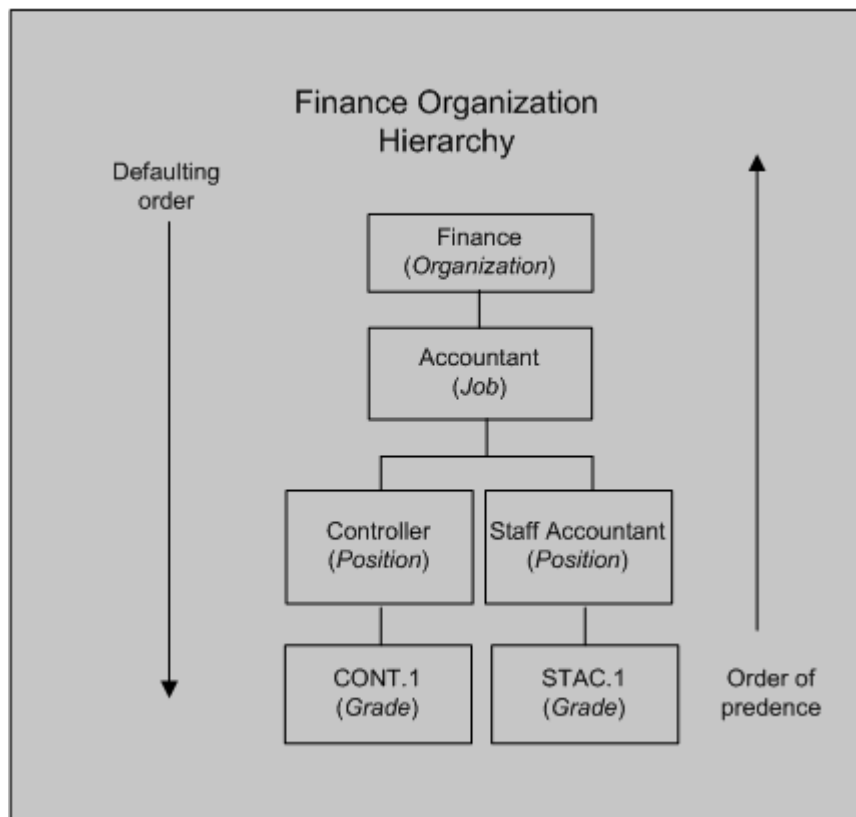 Finance Organization
Hierarchy
Defaulting
order
Finance
(Organization)
Accountant
(Job)
Controller
(Position)
Staff Accountant
(Position)
CONT.1
(Grade)
STAC.1
(Grade)
Order of
predence